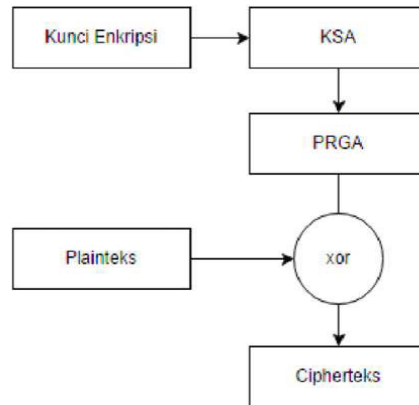 Kunci Enkripsi
KSA
PRGA
Plainteks
xor
Cipherteks